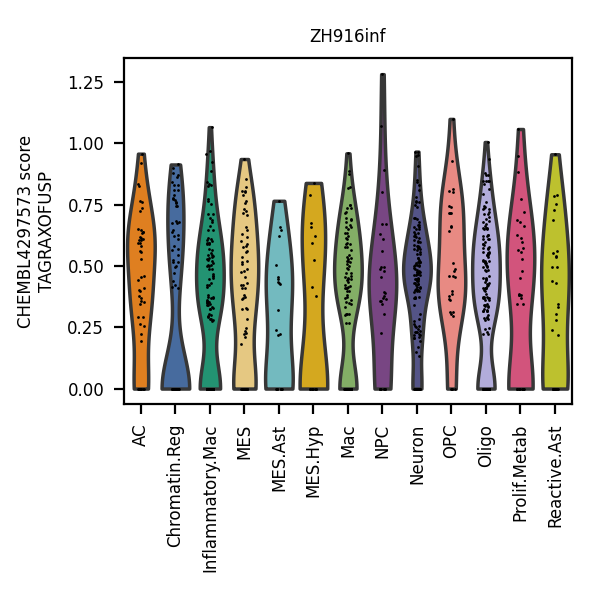 ZH916inf
CHEMBL4297573 score
TAGRAXOFUSP
1.25
1.00
0.75
0.50
0.25
0.00
AC
Chromatin.Reg
Inflammatory.Mac
MES
MES.Ast
MES.Hyp
Mac
NPC
Neuron
OPC
Oligo
Prolif.Metab
Reactive.Ast